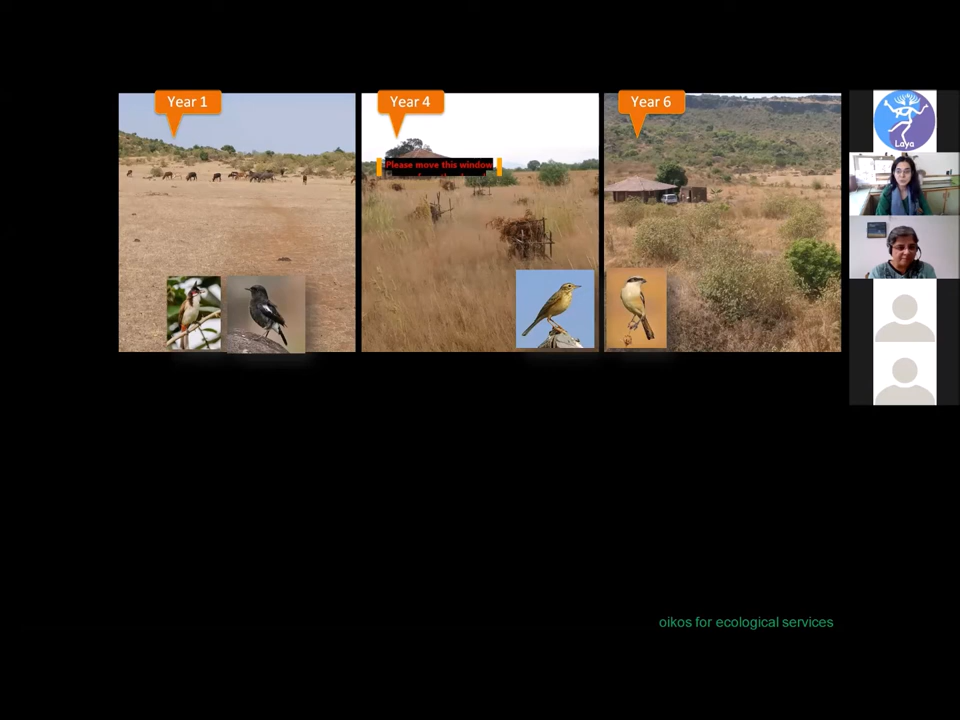 Year 1
Year 4
Year 6
Please move this window
Laya
oikos for ecological services